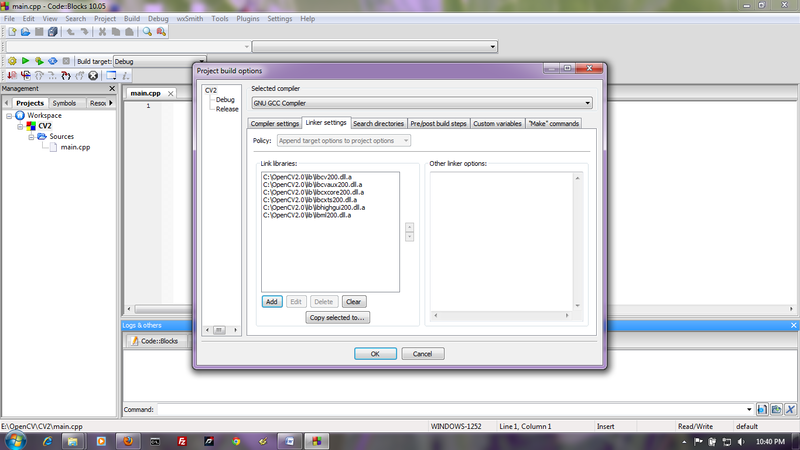 main.cpp - Code::Blocks 10.05
File Edit View Search Project Build Debug wxSmith Tools Plugins Settings Help
Build target: Debug
Management
Projects Symbols Resou
Workspace
CV2
Sources
main.cpp
main.cpp
1
Project build options
CV2
Debug
Release
Selected compiler
GNU GCC Compiler
Compiler settings Linker settings Search directories Pre/post build steps Custom variables "Make" commands
Policy: Append target options to project options
Link libraries:
Other linker options:
C:\OpenCV2.0\lib\libcv200.dll.a
C:\OpenCV2.0\lib\libcvaux200.dll.a
C:\OpenCV2.0\lib\libcxcore200.dll.a
C:\OpenCV2.0\lib\libcxts200.dll.a
C:\OpenCV2.0\lib\libhighgui200.dll.a
C:\OpenCV2.0\lib\libml200.dll.a
Add Edit Delete Clear
Copy selected to...
OK Cancel
Logs & others
Code::Blocks
Command:
E:\OpenCV\CV2\main.cpp WINDOWS-1252 Line 1, Column 1 Insert Read/Write default
10:40 PM